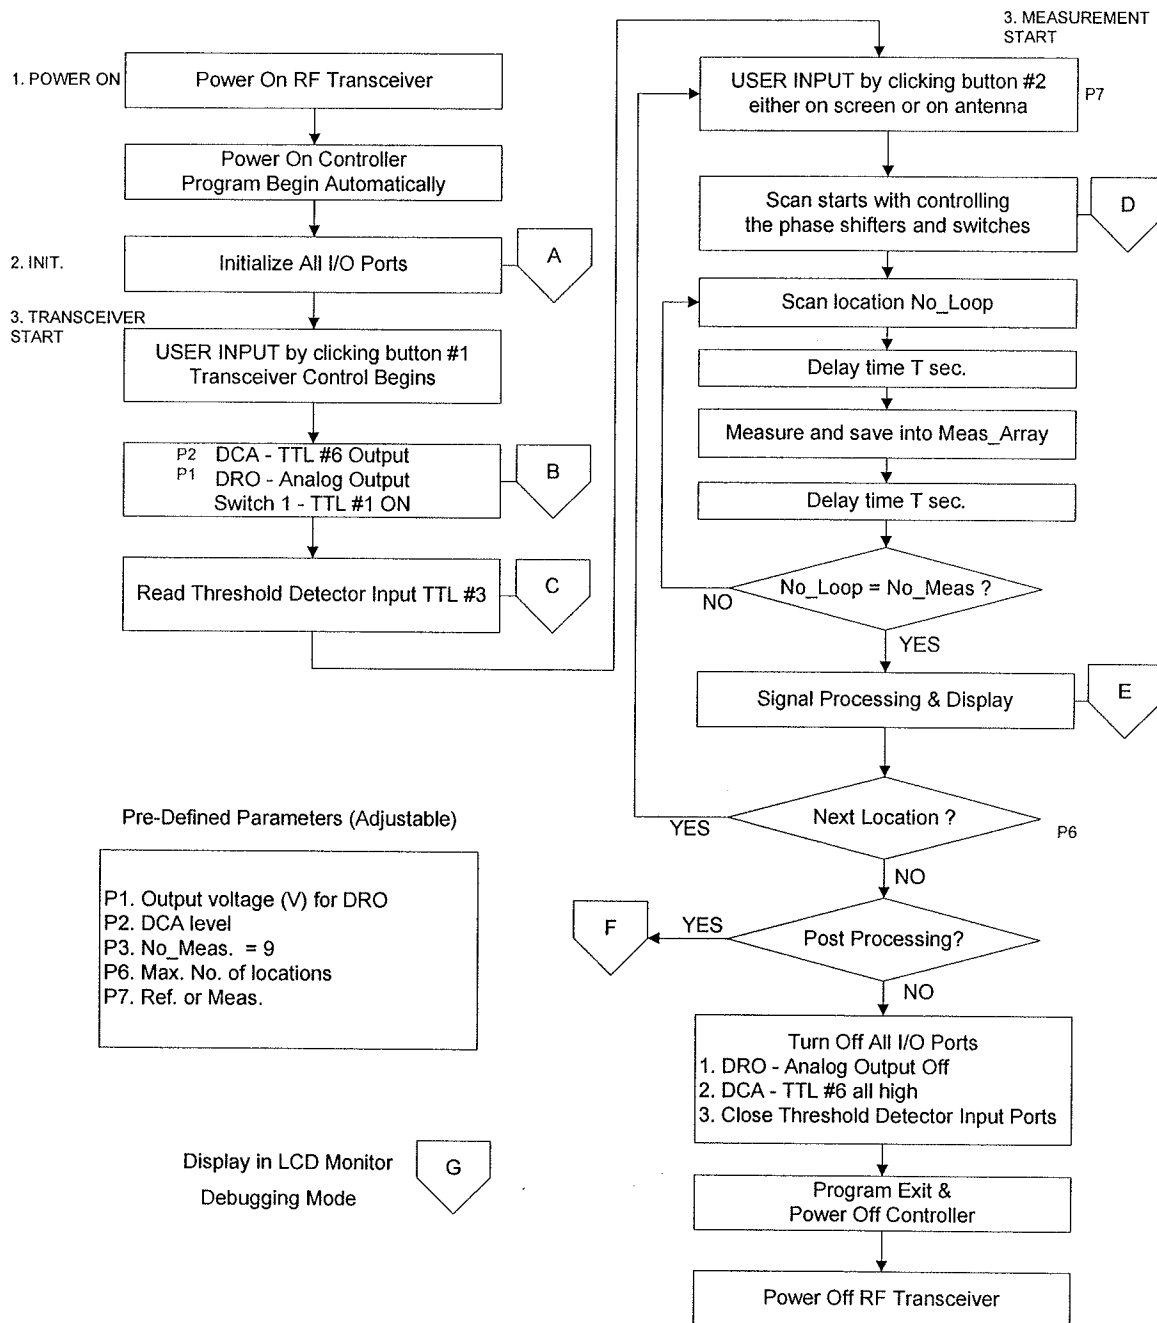 1. POWER ON
Power On RF Transceiver
Power On Controller
Program Begin Automatically
2. INIT.
Initialize All I/O Ports
A
3. TRANSCEIVER
START
USER INPUT by clicking button #1
Transceiver Control Begins
P2 DCA - TTL #6 Output
P1 DRO - Analog Output
Switch 1 - TTL #1 ON
B
Read Threshold Detector Input TTL #3
C
3. MEASUREMENT
START
USER INPUT by clicking button #2
either on screen or on antenna
P7
Scan starts with controlling
the phase shifters and switches
D
Scan location No_Loop
Delay time T sec.
Measure and save into Meas_Array
Delay time T sec.
No_Loop = No_Meas ?
NO
YES
Signal Processing & Display
E
Next Location ?
YES
P6
NO
Post Processing?
YES
F
NO
Turn Off All I/O Ports
1. DRO - Analog Output Off
2. DCA - TTL #6 all high
3. Close Threshold Detector Input Ports
Program Exit &
Power Off Controller
Power Off RF Transceiver
Pre-Defined Parameters (Adjustable)
P1. Output voltage (V) for DRO
P2. DCA level
P3. No_Meas. = 9
P6. Max. No. of locations
P7. Ref. or Meas.
Display in LCD Monitor
Debugging Mode
G